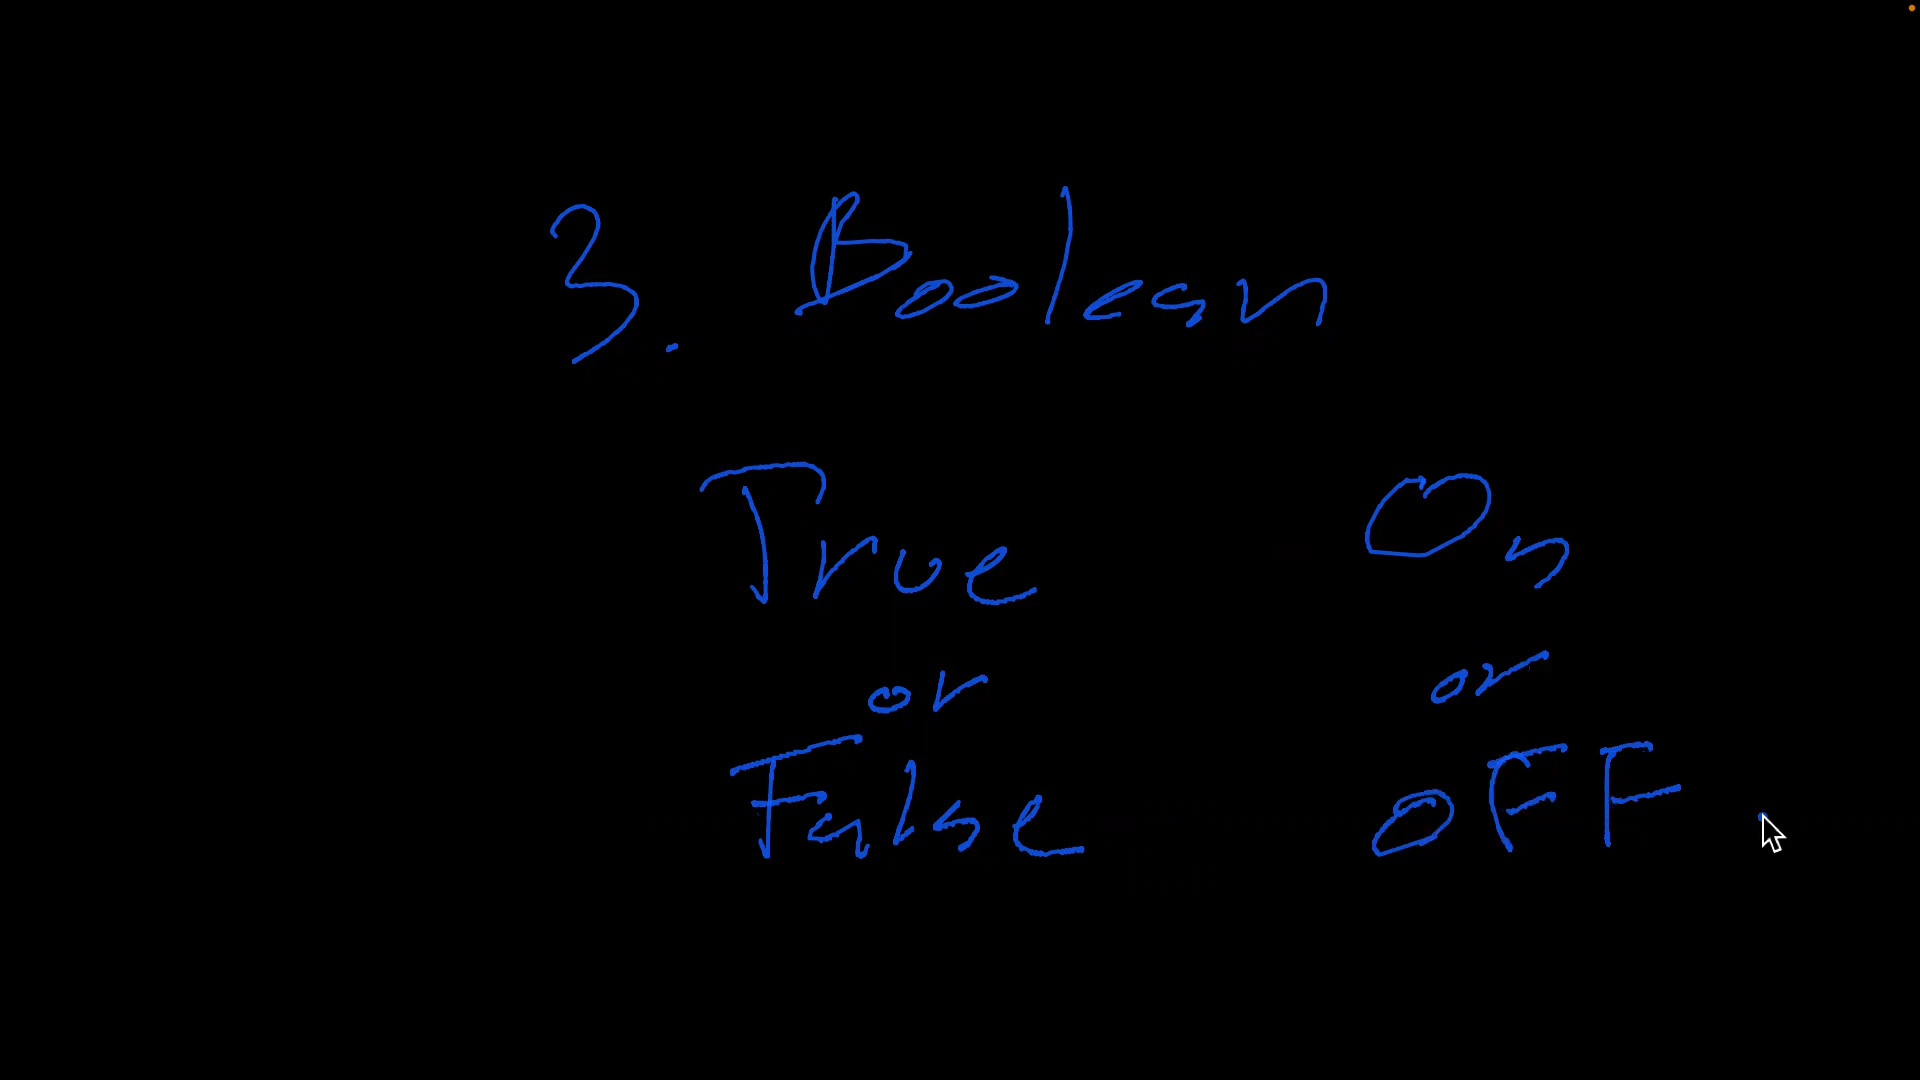 3. Boolean
True
or
False
On
or
OFF